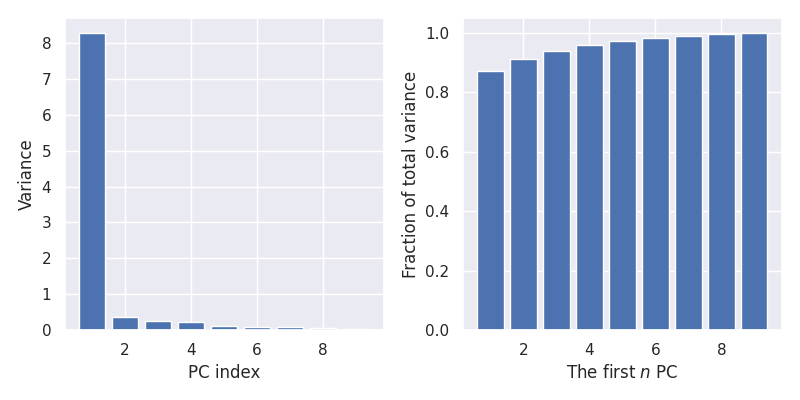 8
7
6
5
4
3
2
1
0
Variance
2 4 6 8
PC index
1.0
0.8
0.6
0.4
0.2
0.0
Fraction of total variance
2 4 6 8
The first n PC